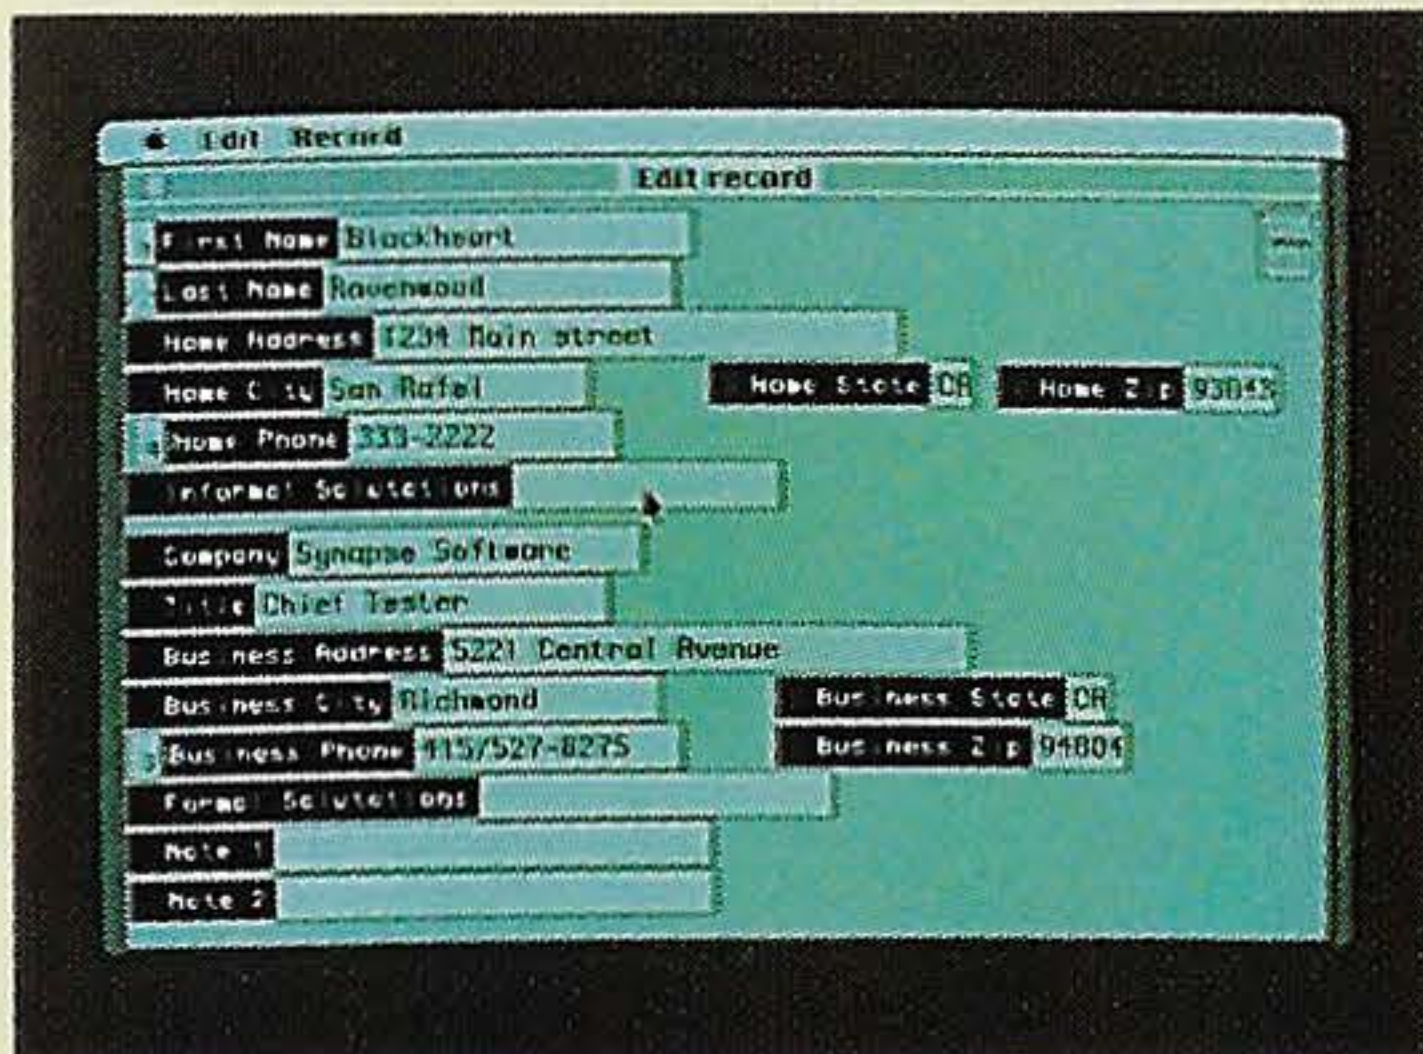 Edit Record
Edit record
First Name Blackheart
Last Name Ravenwood
Home Address 1234 Main street
Home City San Rafel Home State CA Home Zip 93043
Home Phone 333-2222
Informal Salutations
Company Synapse Software
Title Chief Tester
Business Address 5221 Central Avenue
Business City Richmond Business State CA
Business Phone 415/527-8275 Business Zip 94804
Formal Salutations
Note 1
Note 2